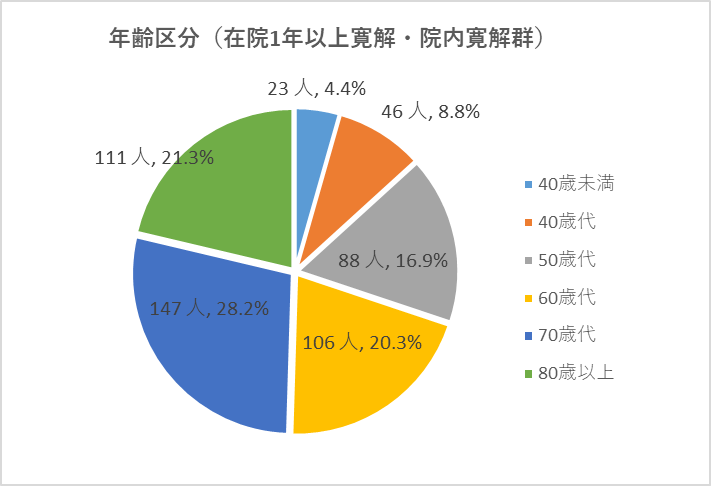 年齢区分（在院1年以上寛解・院内寛解群）
23 人, 4.4%
46 人, 8.8%
111 人, 21.3%
88 人, 16.9%
147 人, 28.2%
106 人, 20.3%
40歳未満
40歳代
50歳代
60歳代
70歳代
80歳以上